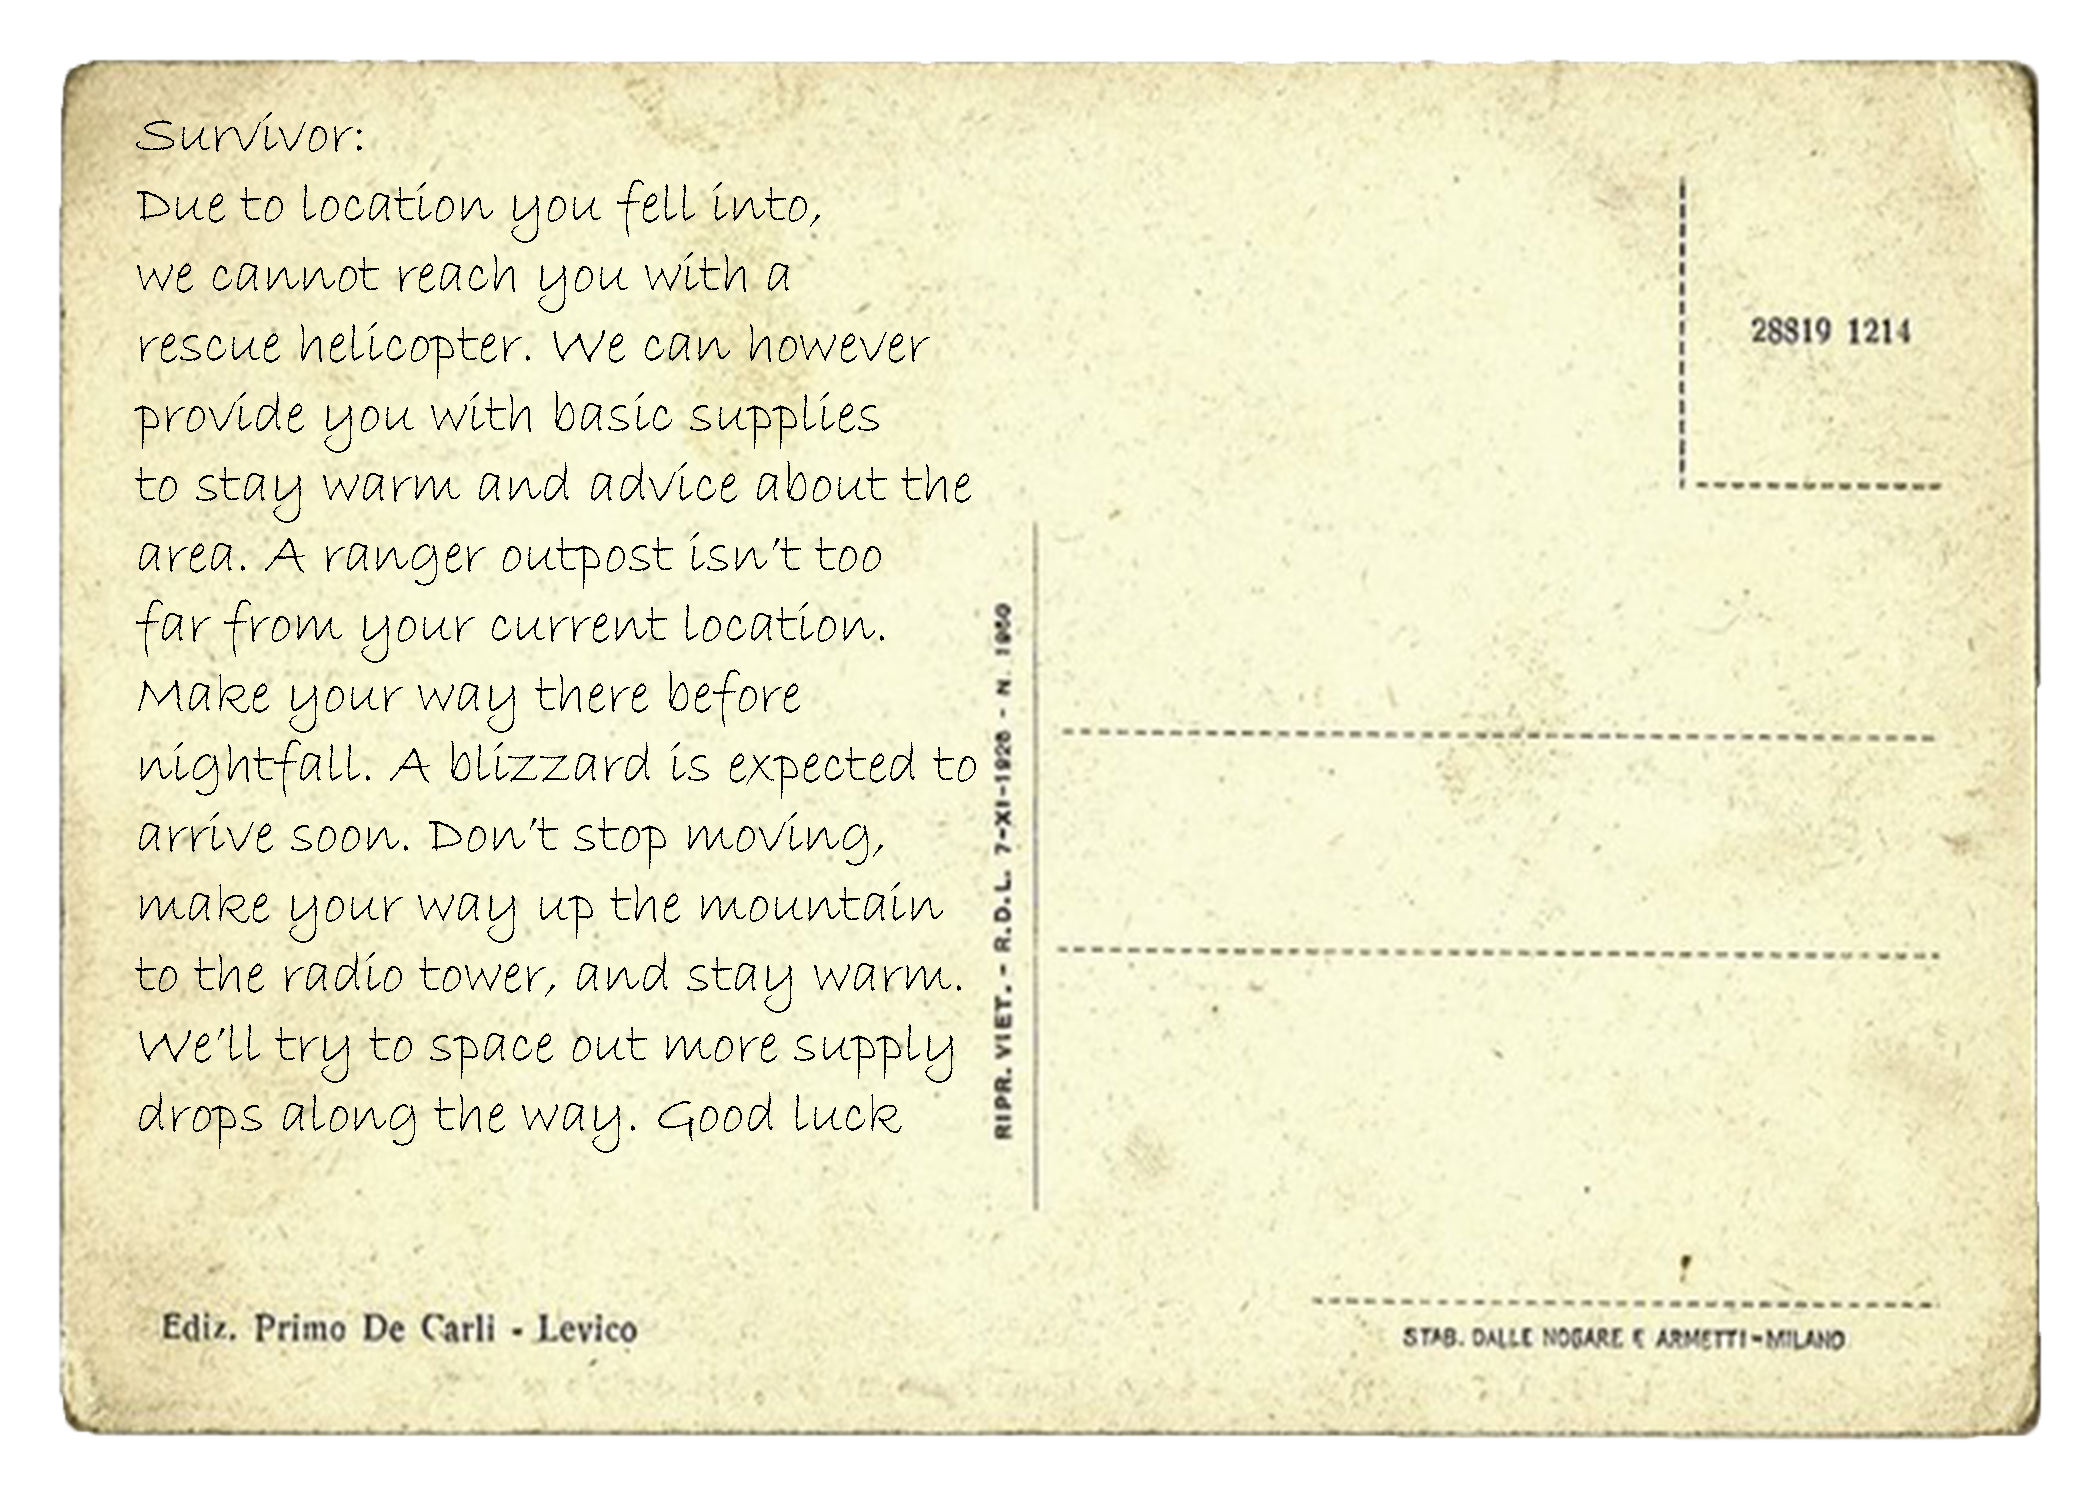 Survivor:
Due to location you fell into,
we cannot reach you with a
rescue helicopter. We can however
provide you with basic supplies
to stay warm and advice about the
area. A ranger outpost isn't too
far from your current location.
Make your way there before
nightfall. A blizzard is expected to
arrive soon. Don't stop moving,
make your way up the mountain
to the radio tower, and stay warm.
We'll try to space out more supply
drops along the way. Good luck
Ediz. Primo De Carli - Levico
RIPR. VIET. - R.D.L. 7-XI-1926 - N. 1960
28819 1214
STAB. DALLE NOGARE E ARMETTI-MILANO